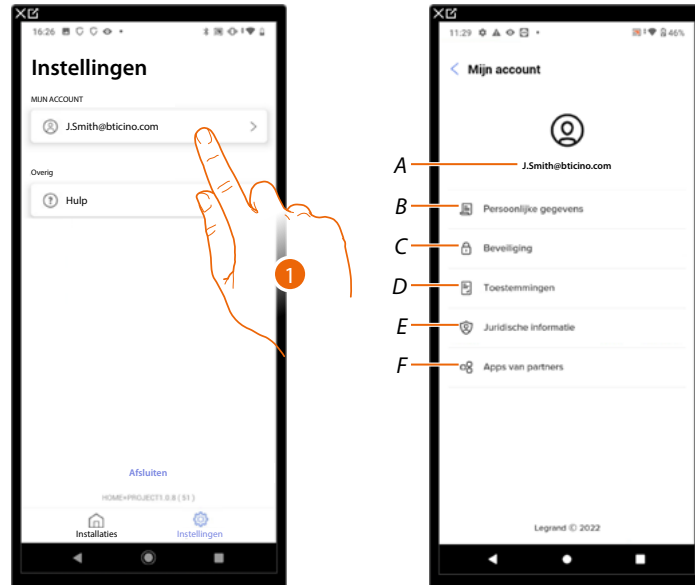 16:26
Instellingen
MIJN ACCOUNT
J.Smith@bticino.com
Overig
Hulp
1
Afsluiten
HOME+PROJECT1.0.8 ( 51 )
Installaties
Instellingen
11:29
46%
Mijn account
A
J.Smith@bticino.com
B
Persoonlijke gegevens
C
Beveiliging
D
Toestemmingen
E
Juridische informatie
F
Apps van partners
Legrand © 2022